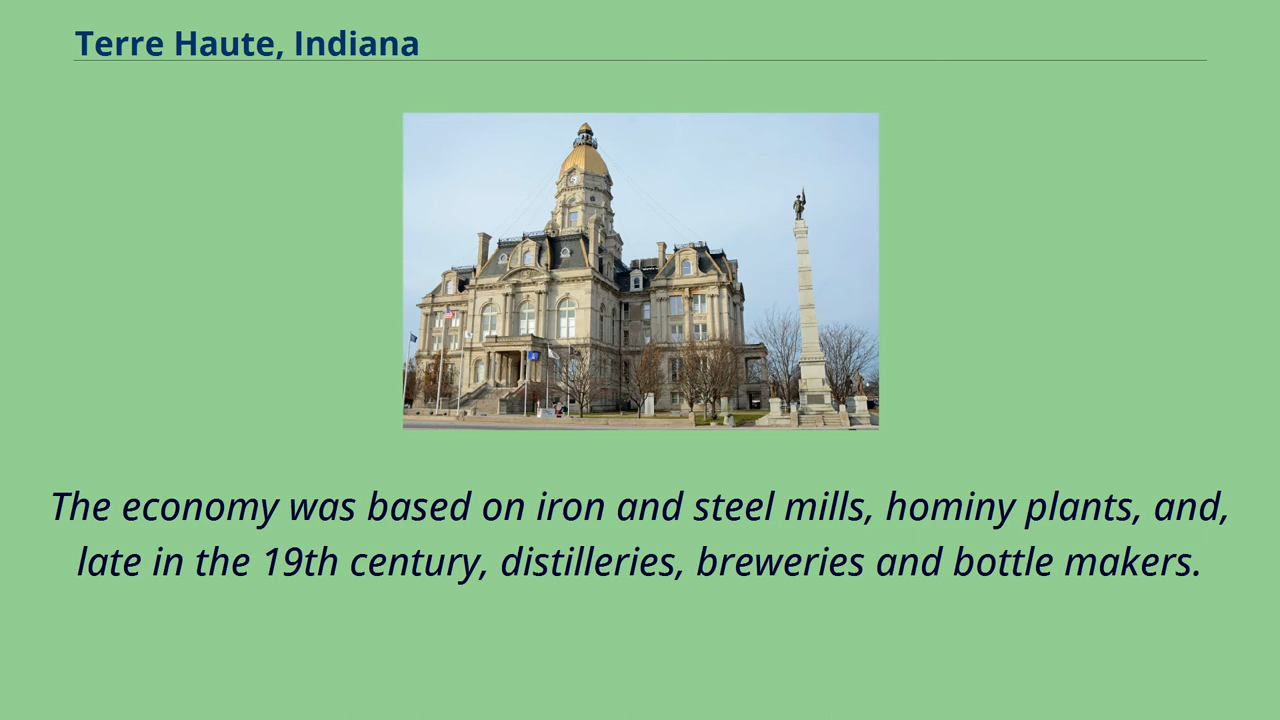 Terre Haute, Indiana
The economy was based on iron and steel mills, hominy plants, and,
late in the 19th century, distilleries, breweries and bottle makers.